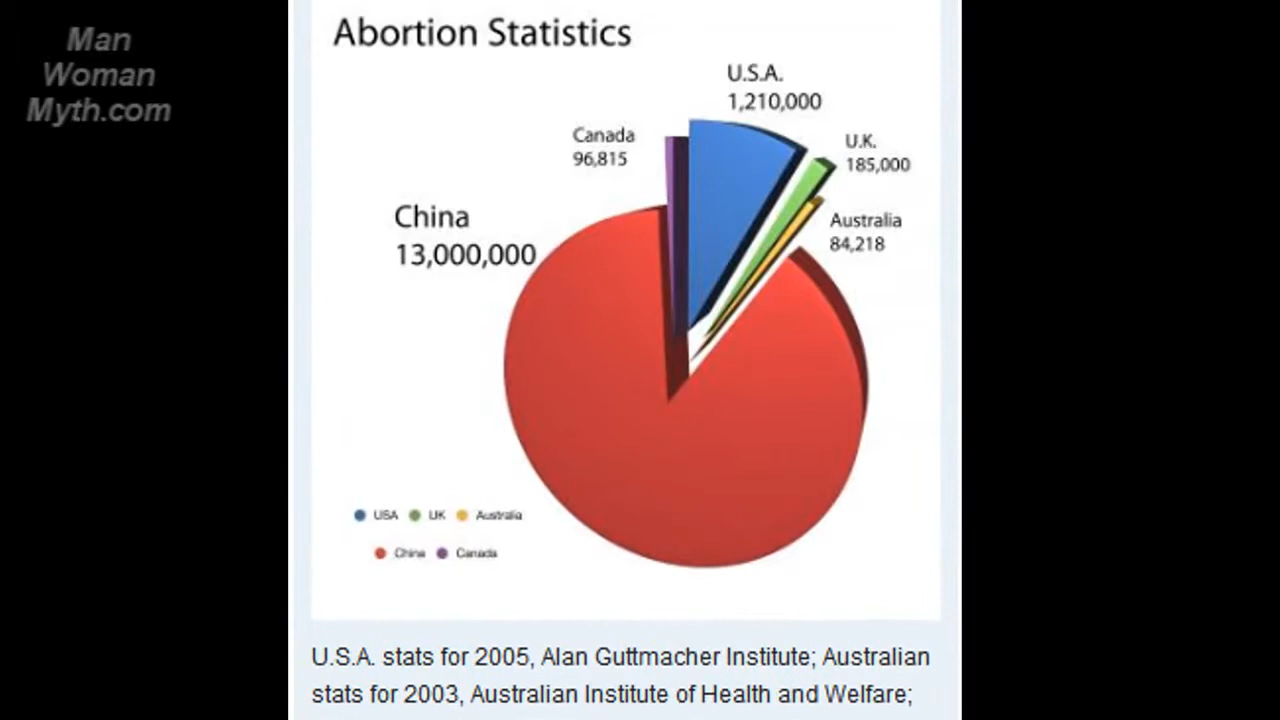 Man
Woman
Myth.com
Abortion Statistics
U.S.A.
1,210,000
Canada
96,815
U.K.
185,000
China
13,000,000
Australia
84,218
USA UK Australia
China Canada
U.S.A. stats for 2005, Alan Guttmacher Institute; Australian
stats for 2003, Australian Institute of Health and Welfare;